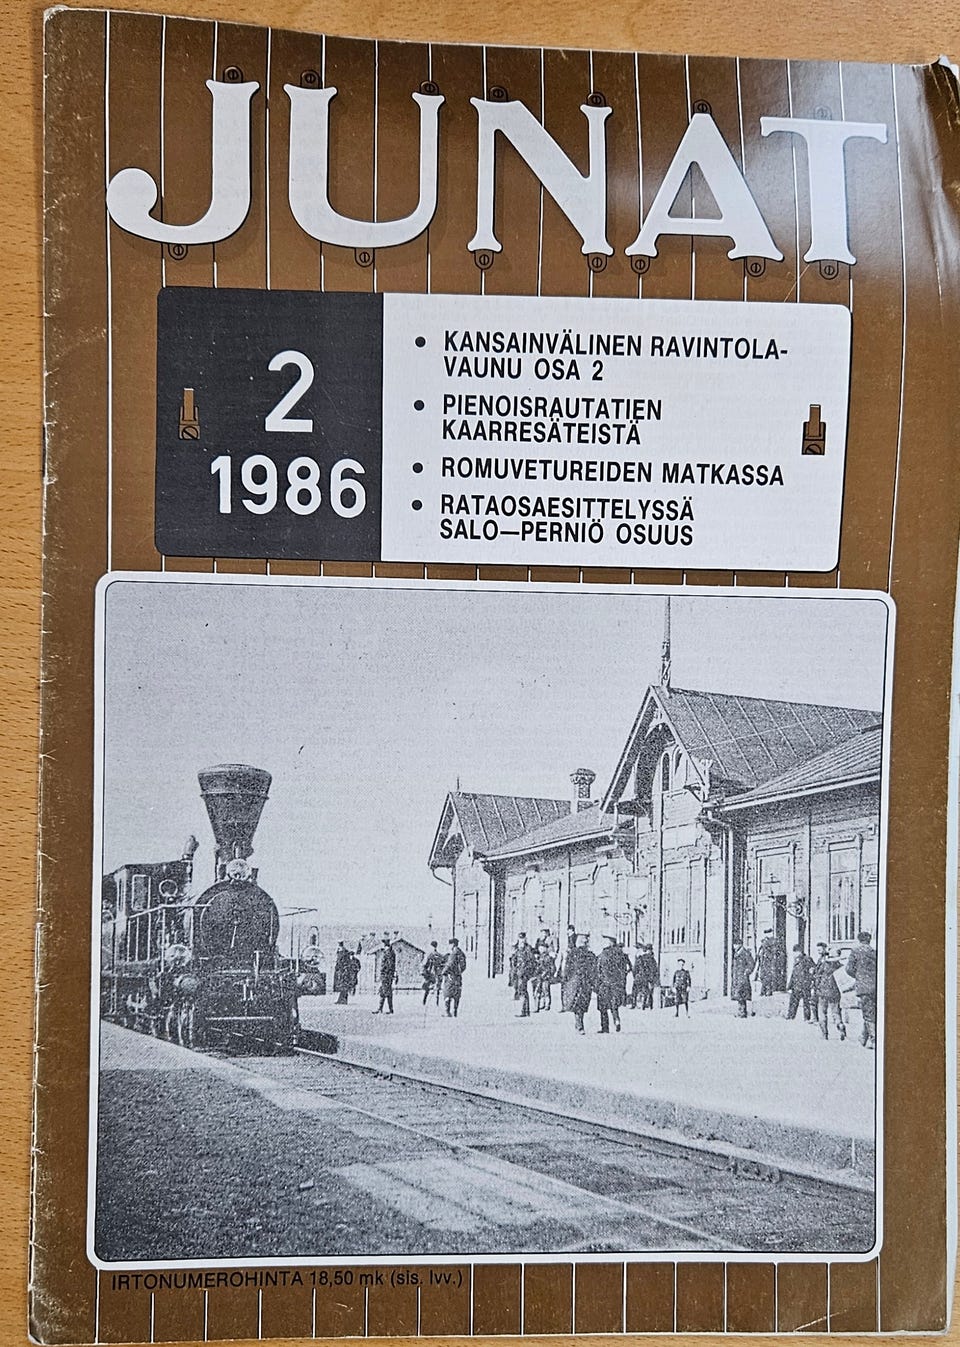 JUNAT
2
1986
• KANSAINVÄLINEN RAVINTOLA-
VAUNU OSA 2
• PIENOISRAUTATIEN
KAARRESÄTEISTÄ
• ROMUVETUREIDEN MATKASSA
• RATAOSAESITTELYSSÄ
SALO—PERNIÖ OSUUS
IRTONUMEROHINTA 18,50 mk (sis. lvv.)